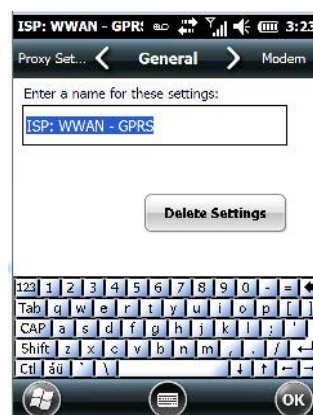 ISP: WWAN - GPR: 3:23
Proxy Set... General Modem
Enter a name for these settings:
ISP: WWAN - GPRS
Delete Settings
123 1 2 3 4 5 6 7 8 9 0 - =
Tab q w e r t y u i o p [ ]
CAP a s d f g h j k l ; '
Shift z x c v b n m , . /
Ctl áü ` \
OK